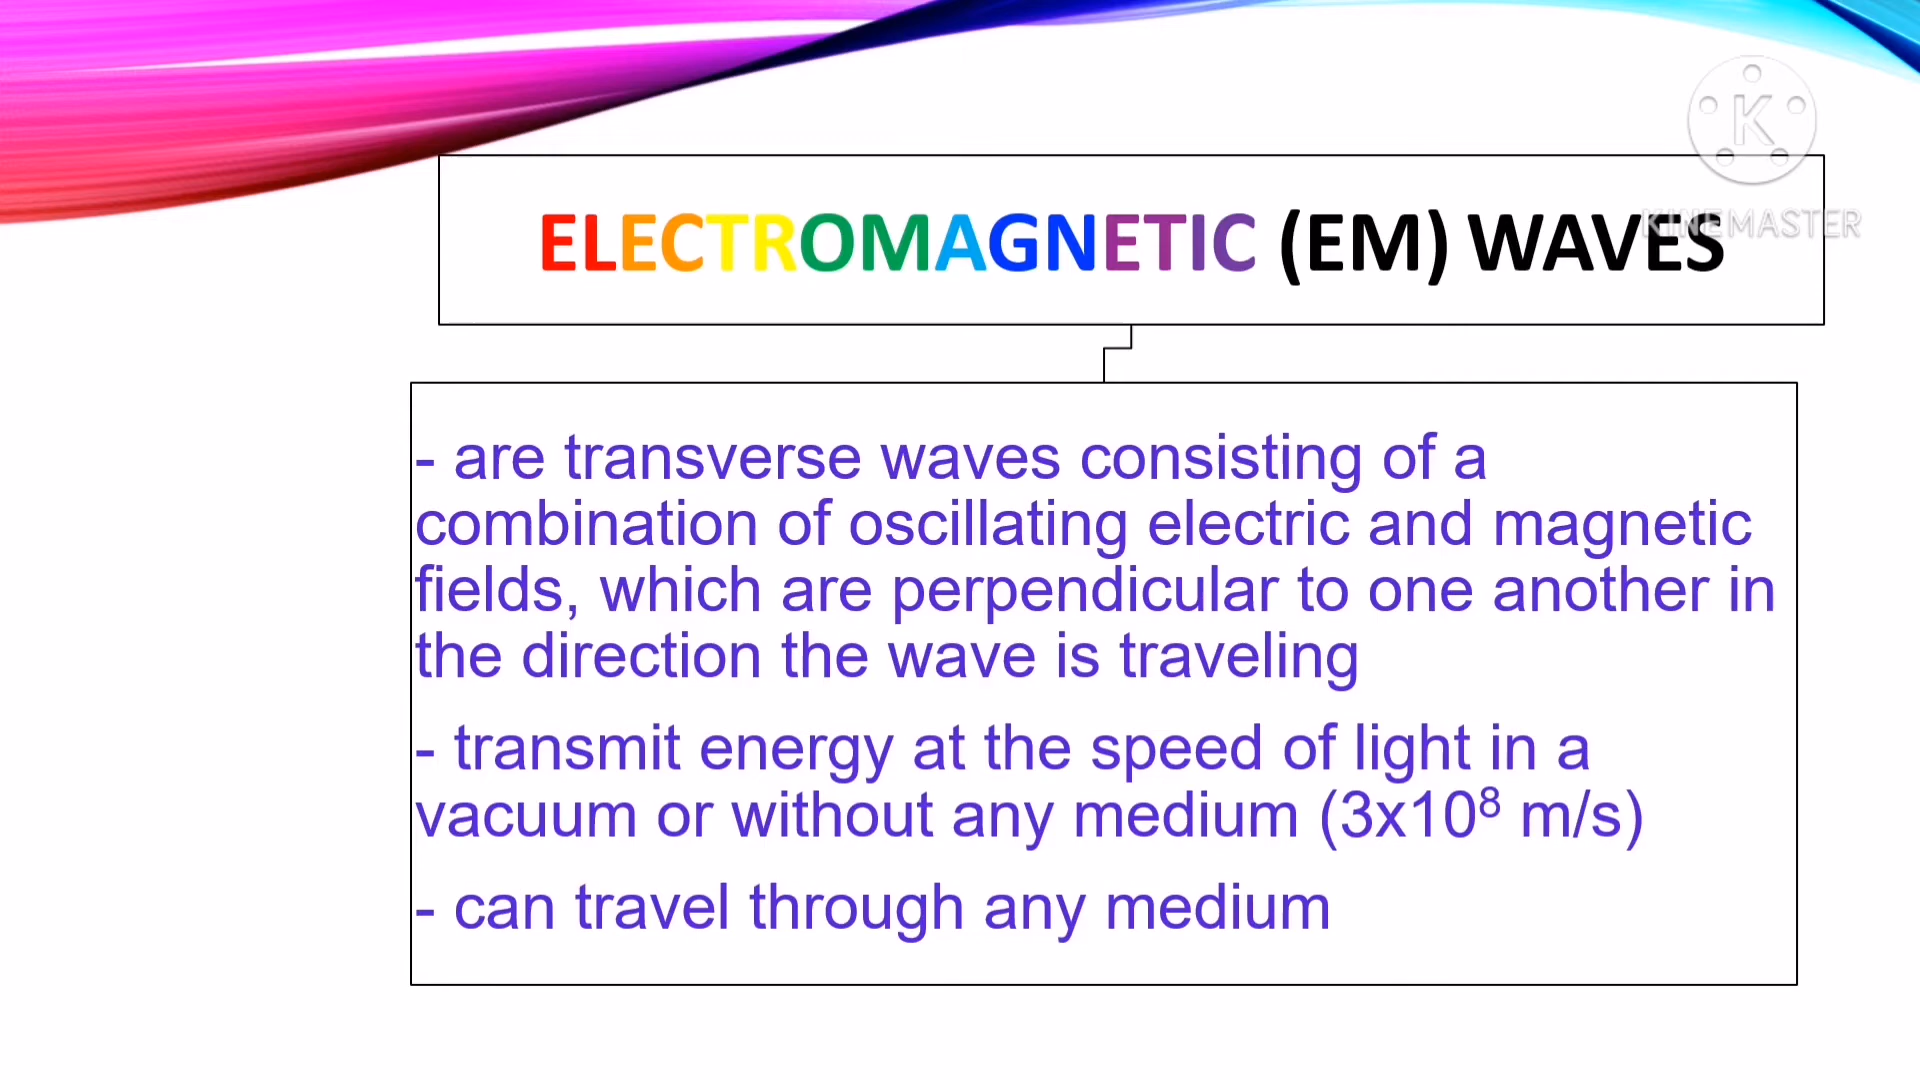 K
KINEMASTER
ELECTROMAGNETIC (EM) WAVES
- are transverse waves consisting of a
combination of oscillating electric and magnetic
fields, which are perpendicular to one another in
the direction the wave is traveling
- transmit energy at the speed of light in a
vacuum or without any medium (3x10⁸ m/s)
- can travel through any medium